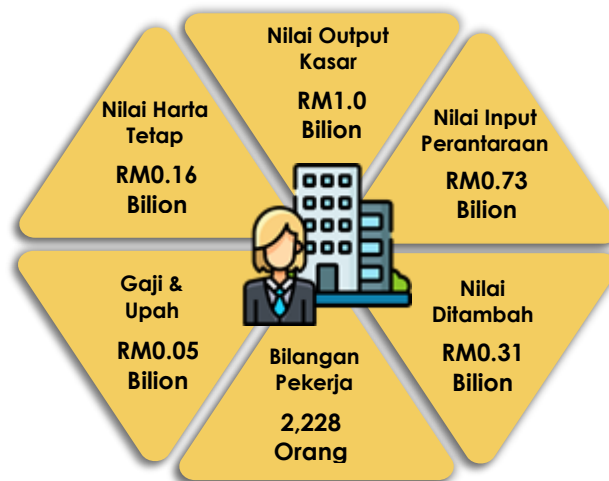 Nilai Output
Kasar
RM1.0
Bilion
Nilai Harta
Tetap
RM0.16
Bilion
Nilai Input
Perantaraan
RM0.73
Bilion
Gaji &
Upah
RM0.05
Bilion
Bilangan
Pekerja
2,228
Orang
Nilai
Ditambah
RM0.31
Bilion